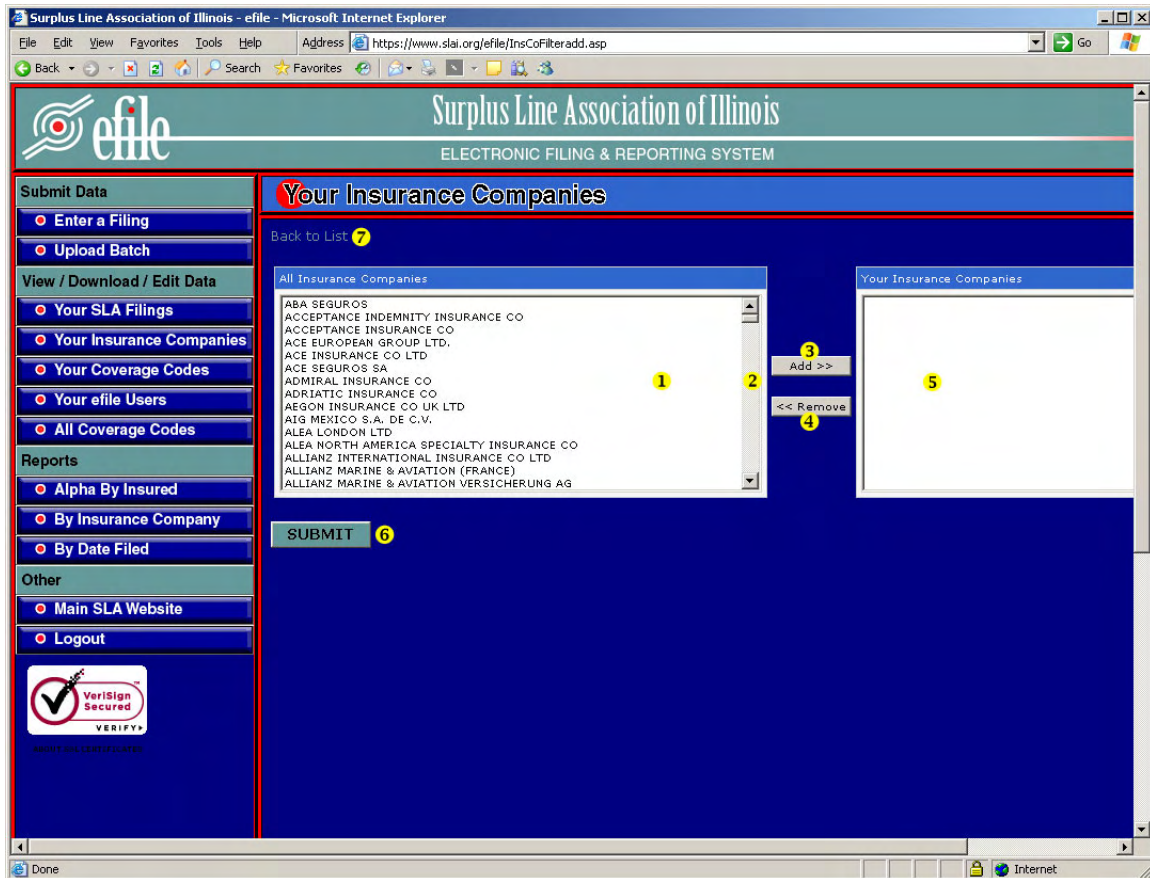 Surplus Line Association of Illinois - efile - Microsoft Internet Explorer
File Edit View Favorites Tools Help Address https://www.slai.org/efile/InsCoFilteradd.asp Go
Back Search Favorites
efile
Surplus Line Association of Illinois
ELECTRONIC FILING & REPORTING SYSTEM
Submit Data
Enter a Filing
Upload Batch
View / Download / Edit Data
Your SLA Filings
Your Insurance Companies
Your Coverage Codes
Your efile Users
All Coverage Codes
Reports
Alpha By Insured
By Insurance Company
By Date Filed
Other
Main SLA Website
Logout
VeriSign
Secured
VERIFY
Your Insurance Companies
Back to List 7
All Insurance Companies
ABA SEGUROS
ACCEPTANCE INDEMNITY INSURANCE CO
ACCEPTANCE INSURANCE CO
ACE EUROPEAN GROUP LTD.
ACE INSURANCE CO LTD
ACE SEGUROS SA
ADMIRAL INSURANCE CO
ADRIATIC INSURANCE CO
AEGON INSURANCE CO UK LTD
AIG MEXICO S.A. DE C.V.
ALEA LONDON LTD
ALEA NORTH AMERICA SPECIALTY INSURANCE CO
ALLIANZ INTERNATIONAL INSURANCE CO LTD
ALLIANZ MARINE & AVIATION (FRANCE)
ALLIANZ MARINE & AVIATION VERSICHERUNG AG
1
2
3
Add >>
<< Remove
4
Your Insurance Companies
5
SUBMIT 6
Done Internet